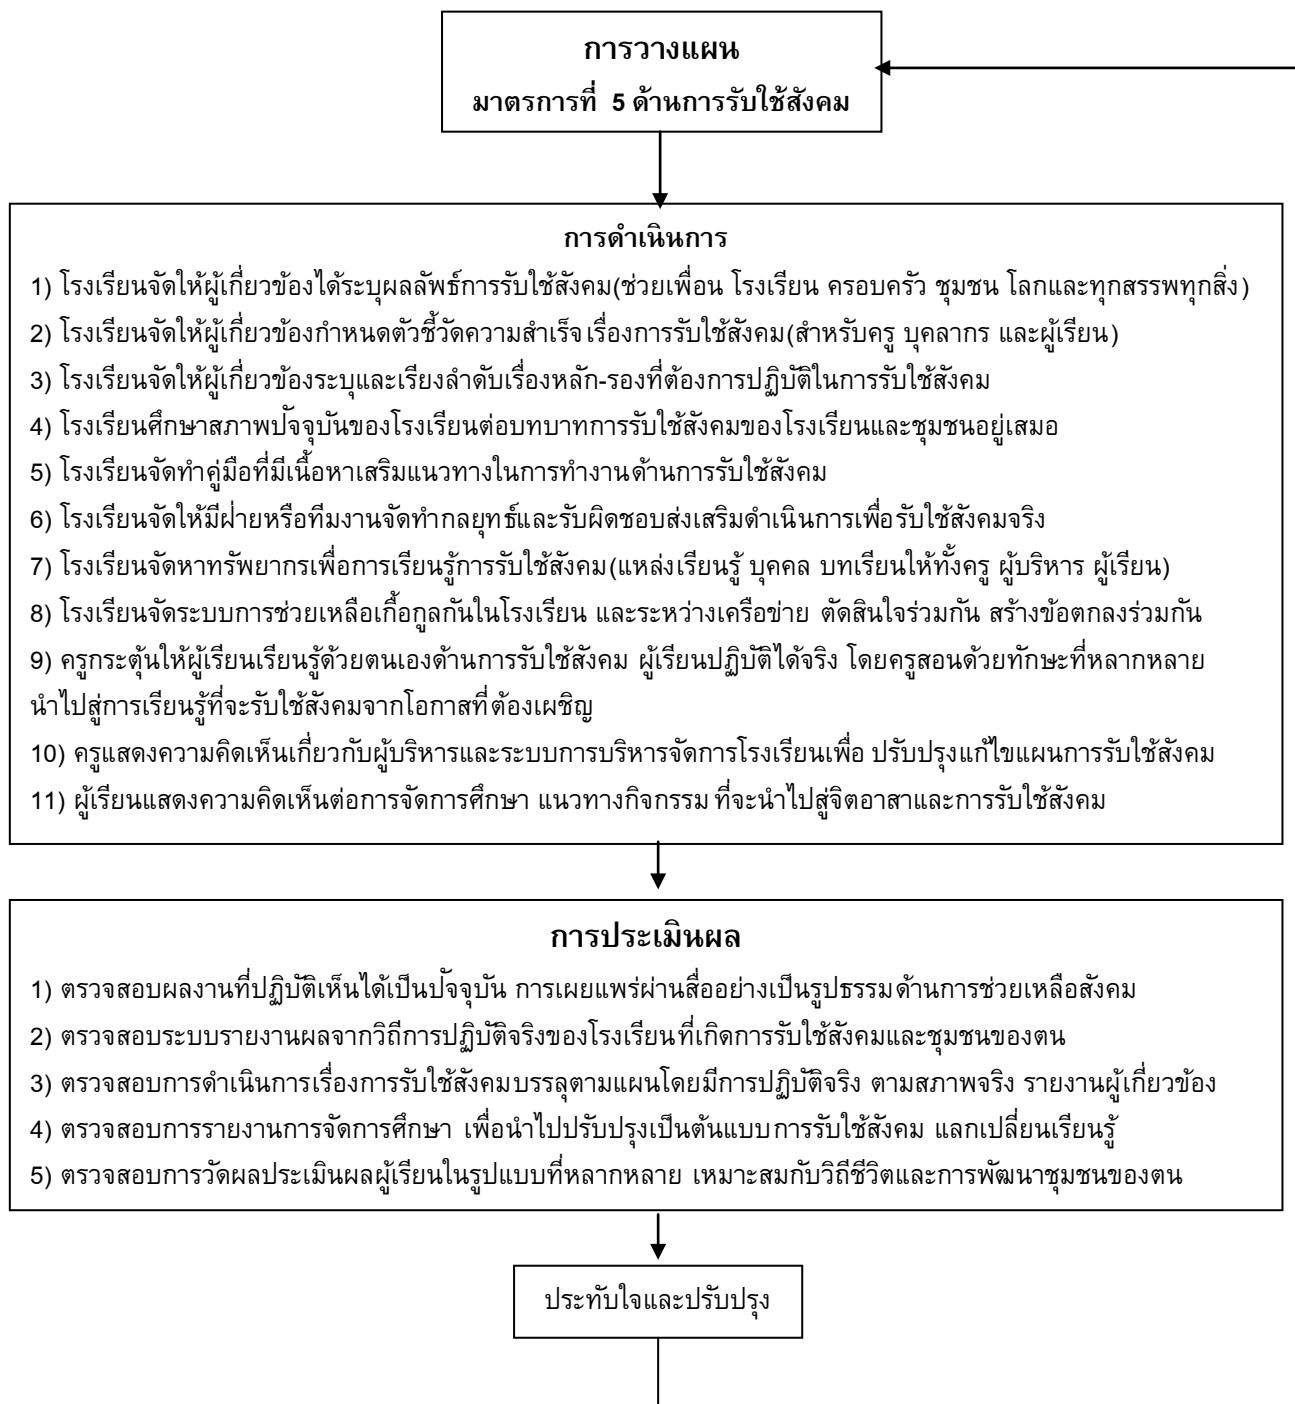 การวางแผน
มาตรการที่ 5 ด้านการรับใช้สังคม
การดำเนินการ
1) โรงเรียนจัดให้ผู้เกี่ยวข้องได้ระบุผลลัพธ์การรับใช้สังคม(ช่วยเพื่อน โรงเรียน ครอบครัว ชุมชน โลกและทุกสรรพทุกสิ่ง)
2) โรงเรียนจัดให้ผู้เกี่ยวข้องกำหนดตัวชี้วัดความสำเร็จ เรื่องการรับใช้สังคม(สำหรับครู บุคลากร และผู้เรียน)
3) โรงเรียนจัดให้ผู้เกี่ยวข้องระบุและเรียงลำดับเรื่องหลัก-รองที่ต้องการปฏิบัติในการรับใช้สังคม
4) โรงเรียนศึกษาสภาพปัจจุบันของโรงเรียนต่อบทบาทการรับใช้สังคมของโรงเรียนและชุมชนอยู่เสมอ
5) โรงเรียนจัดทำคู่มือที่มีเนื้อหาเสริมแนวทางในการทำงานด้านการรับใช้สังคม
6) โรงเรียนจัดให้มีฝ่ายหรือทีมงานจัดทำกลยุทธ์และรับผิดชอบส่งเสริมดำเนินการเพื่อรับใช้สังคมจริง
7) โรงเรียนจัดหาทรัพยากรเพื่อการเรียนรู้การรับใช้สังคม(แหล่งเรียนรู้ บุคคล บทเรียนให้ทั้งครู ผู้บริหาร ผู้เรียน)
8) โรงเรียนจัดระบบการช่วยเหลือเกื้อกูลกันในโรงเรียน และระหว่างเครือข่าย ตัดสินใจร่วมกัน สร้างข้อตกลงร่วมกัน
9) ครูกระตุ้นให้ผู้เรียนเรียนรู้ด้วยตนเองด้านการรับใช้สังคม ผู้เรียนปฏิบัติได้จริง โดยครูสอนด้วยทักษะที่หลากหลาย
นำไปสู่การเรียนรู้ที่จะรับใช้สังคมจากโอกาสที่ต้องเผชิญ
10) ครูแสดงความคิดเห็นเกี่ยวกับผู้บริหารและระบบการบริหารจัดการโรงเรียนเพื่อ ปรับปรุงแก้ไขแผนการรับใช้สังคม
11) ผู้เรียนแสดงความคิดเห็นต่อการจัดการศึกษา แนวทางกิจกรรม ที่จะนำไปสู่จิตอาสาและการรับใช้สังคม
การประเมินผล
1) ตรวจสอบผลงานที่ปฏิบัติเห็นได้เป็นปัจจุบัน การเผยแพร่ผ่านสื่ออย่างเป็นรูปธรรมด้านการช่วยเหลือสังคม
2) ตรวจสอบระบบรายงานผลจากวิถีการปฏิบัติจริงของโรงเรียนที่เกิดการรับใช้สังคมและชุมชนของตน
3) ตรวจสอบการดำเนินการเรื่องการรับใช้สังคมบรรลุตามแผนโดยมีการปฏิบัติจริง ตามสภาพจริง รายงานผู้เกี่ยวข้อง
4) ตรวจสอบการรายงานการจัดการศึกษา เพื่อนำไปปรับปรุงเป็นต้นแบบการรับใช้สังคม แลกเปลี่ยนเรียนรู้
5) ตรวจสอบการวัดผลประเมินผลผู้เรียนในรูปแบบที่หลากหลาย เหมาะสมกับวิถีชีวิตและการพัฒนาชุมชนของตน
ประทับใจและปรับปรุง